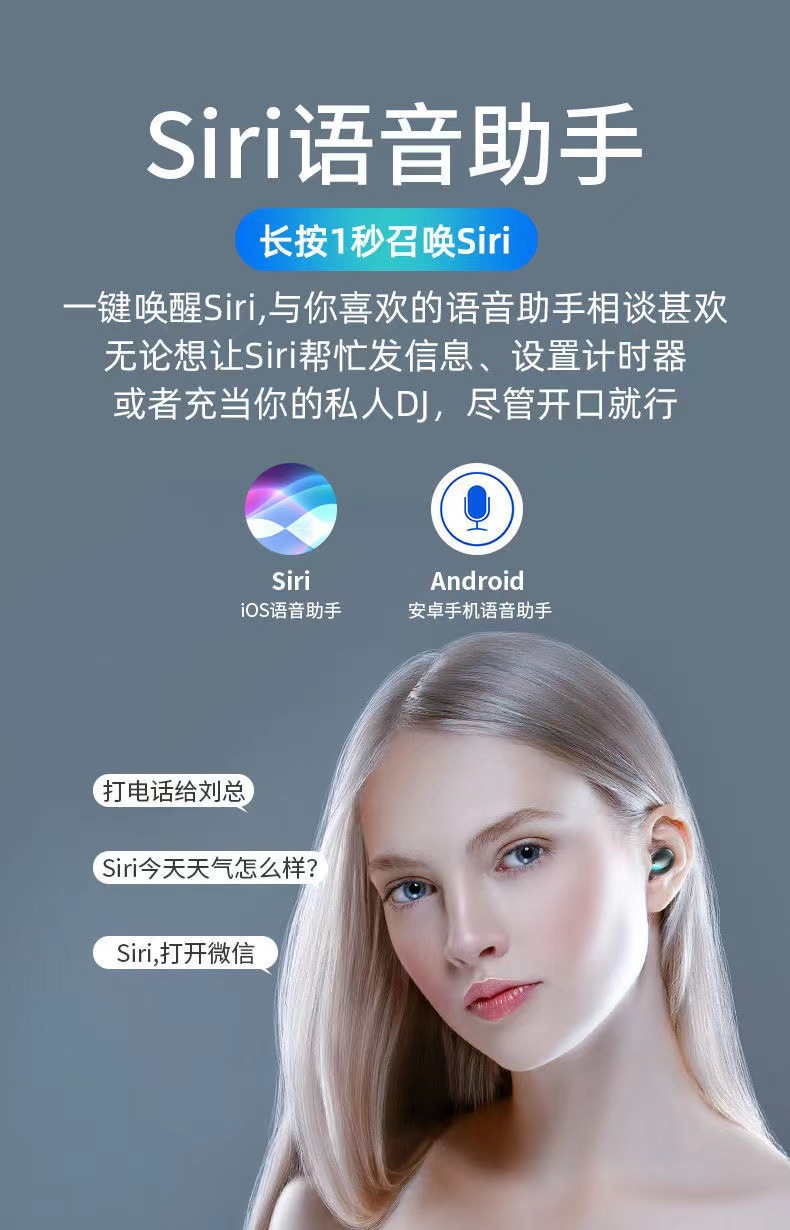 Siri语音助手
长按1秒召唤Siri
一键唤醒Siri,与你喜欢的语音助手相谈甚欢
无论想让Siri帮忙发信息、设置计时器
或者充当你的私人DJ，尽管开口就行
Siri
Android
iOS语音助手
安卓手机语音助手
打电话给刘总
Siri今天天气怎么样?
Siri,打开微信